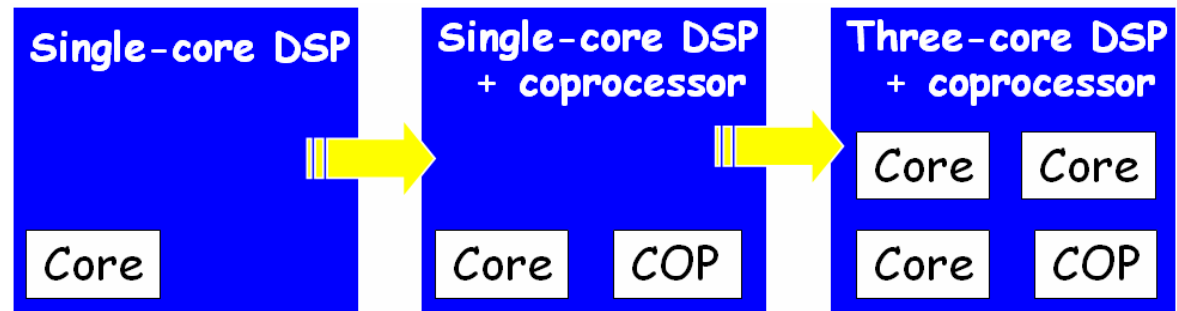 Single-core DSP
Core
Single-core DSP
+ coprocessor
Core COP
Three-core DSP
+ coprocessor
Core Core
Core COP